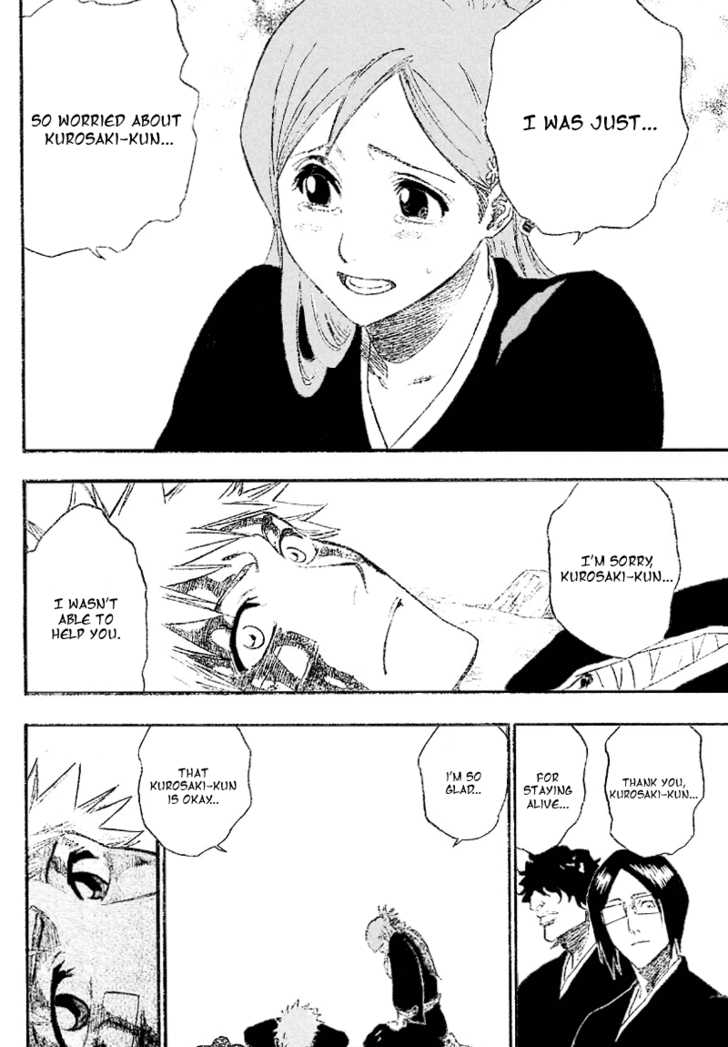 I WAS JUST...
SO WORRIED ABOUT
KUROSAKI-KUN...
I'M SORRY,
KUROSAKI-KUN...
I WASN'T
ABLE TO
HELP YOU.
THANK YOU,
KUROSAKI-KUN...
FOR
STAYING
ALIVE...
I'M SO
GLAD...
THAT
KUROSAKI-KUN
IS OKAY...